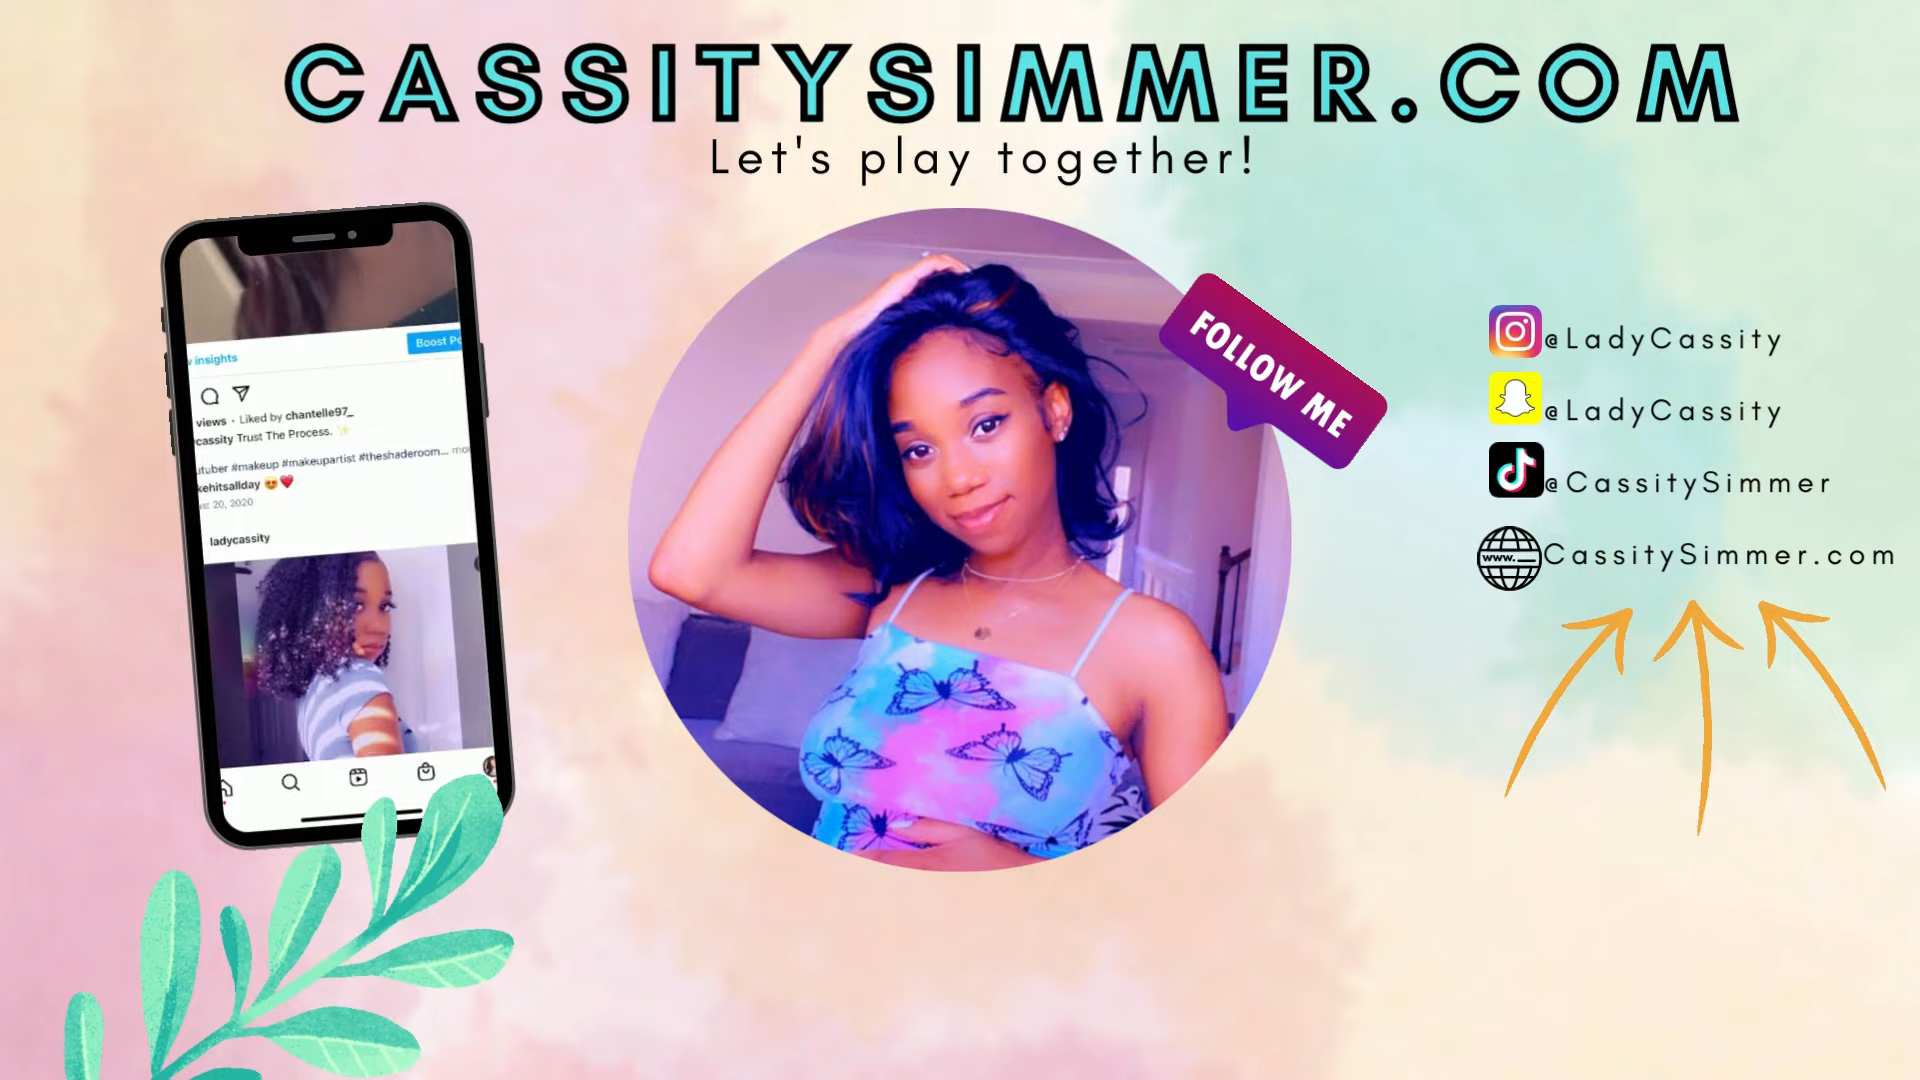 CASSITYSIMMER.COM
Let's play together!
FOLLOW ME
insights
Boost
views · Liked by chantelle97_
cassity Trust The Process. ✨
#makeup #makeupartist #theshaderoom...
kehitsallday 😍❤️
20, 2020
ladycassity
@LadyCassity
@LadyCassity
@CassitySimmer
www.
CassitySimmer.com